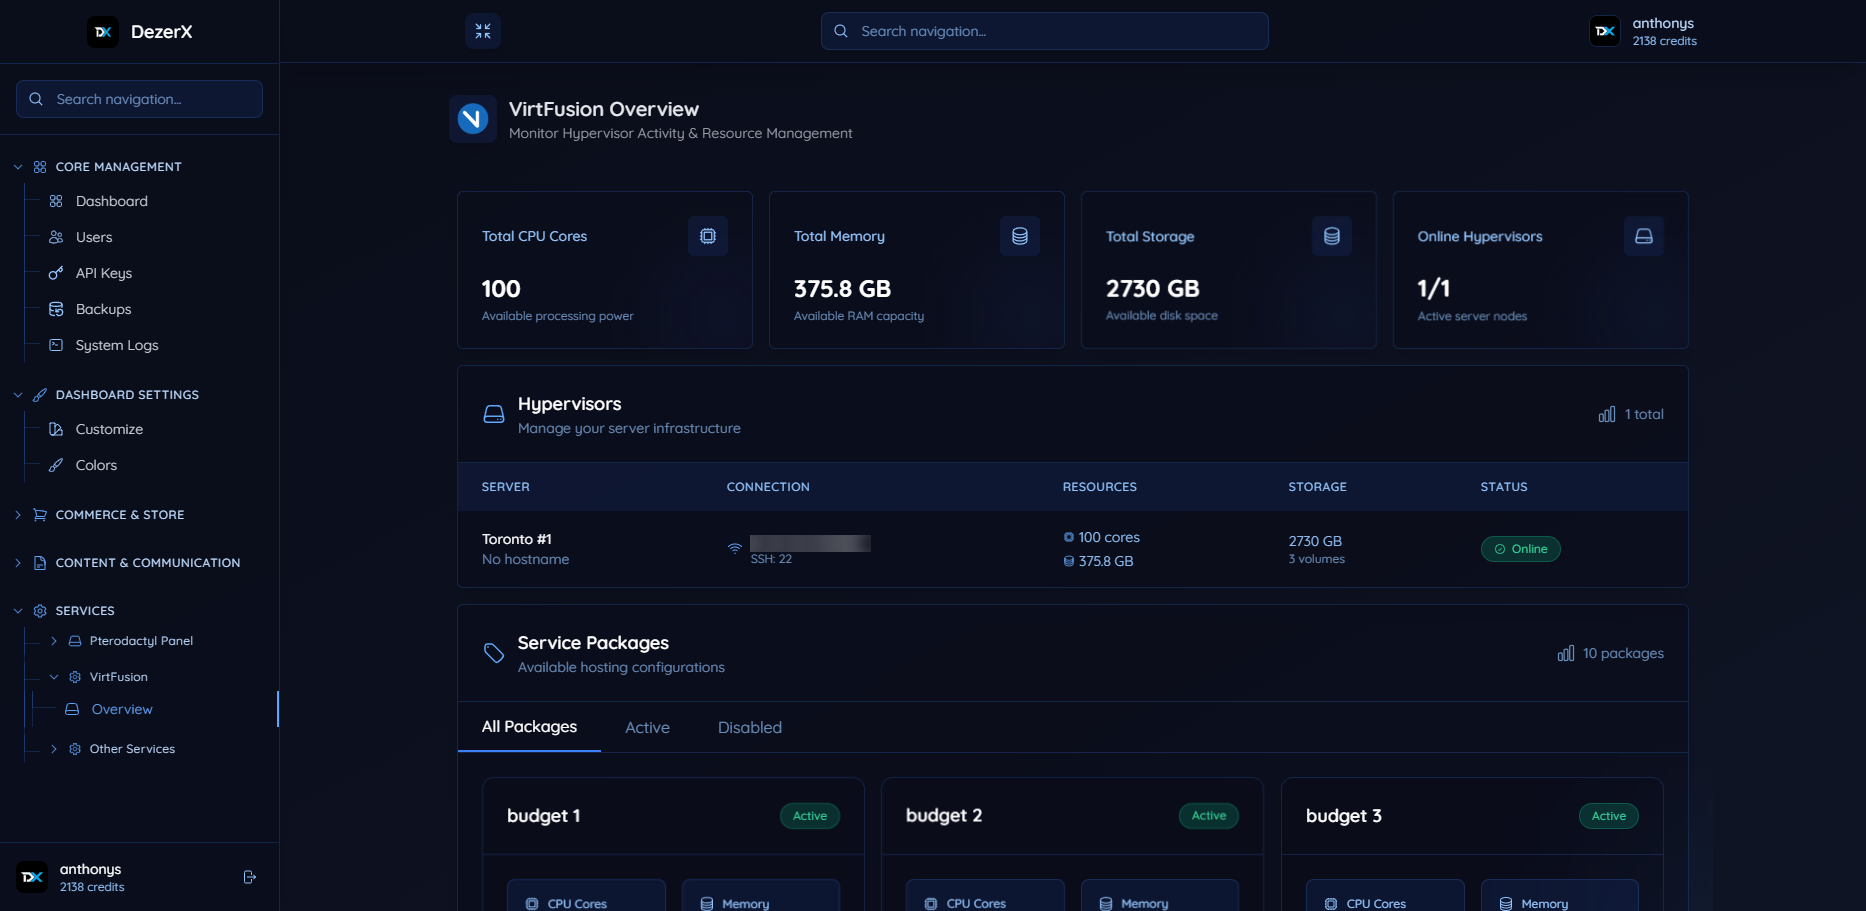 DezerX
Search navigation...
CORE MANAGEMENT
Dashboard
Users
API Keys
Backups
System Logs
DASHBOARD SETTINGS
Customize
Colors
COMMERCE & STORE
CONTENT & COMMUNICATION
SERVICES
Pterodactyl Panel
VirtFusion
Overview
Other Services
anthonys
2138 credits
Search navigation...
anthonys
2138 credits
VirtFusion Overview
Monitor Hypervisor Activity & Resource Management
Total CPU Cores
100
Available processing power
Total Memory
375.8 GB
Available RAM capacity
Total Storage
2730 GB
Available disk space
Online Hypervisors
1/1
Active server nodes
Hypervisors
Manage your server infrastructure
1 total
SERVER CONNECTION RESOURCES STORAGE STATUS
Toronto #1
No hostname
SSH: 22
100 cores
375.8 GB
2730 GB
3 volumes
Online
Service Packages
Available hosting configurations
10 packages
All Packages Active Disabled
budget 1 Active
CPU Cores Memory
budget 2 Active
CPU Cores Memory
budget 3 Active
CPU Cores Memory